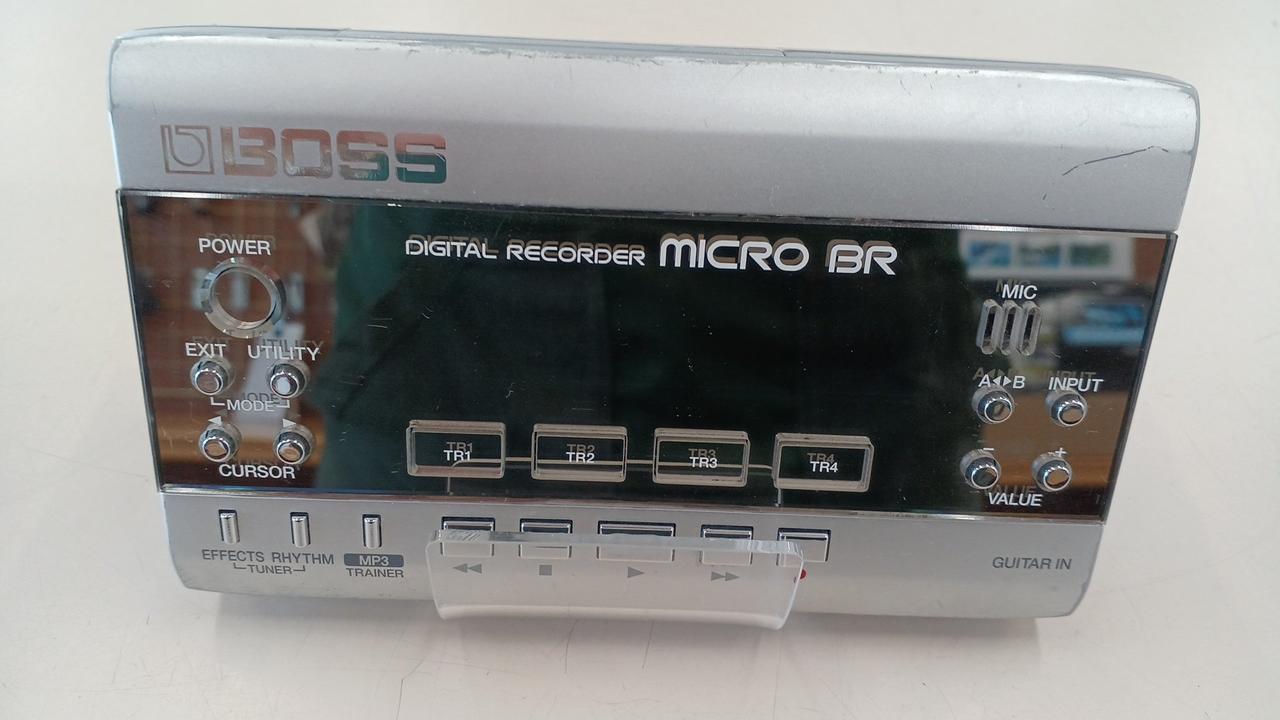 BOSS
DIGITAL RECORDER MICRO BR
POWER
MIC
EXIT UTILITY
A◀▶B INPUT
MODE
◀ ▶
CURSOR
TR1 TR2 TR3 TR4
- +
VALUE
EFFECTS RHYTHM
TUNER
MP3
TRAINER
◀◀ ■ ▶ ▶▶ ●
GUITAR IN